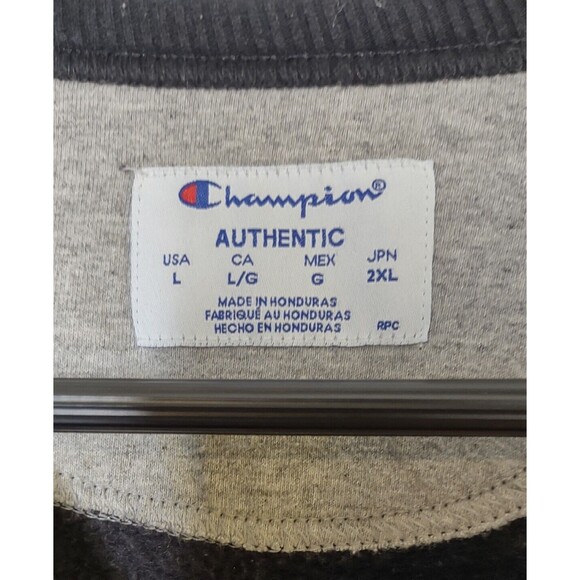 Champion®
AUTHENTIC
USA CA MEX JPN
L L/G G 2XL
MADE IN HONDURAS
FABRIQUÉ AU HONDURAS
HECHO EN HONDURAS RPC